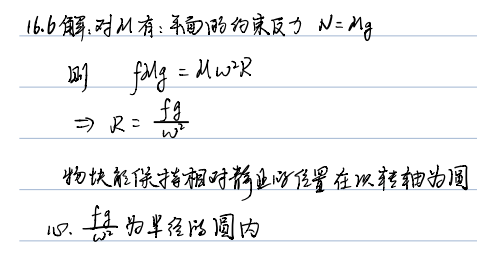 16.6 解:对M有:平面的约束反力 N=Mg
则 fMg = Mω²R
⇒ R = fg/ω²
物块能保持相对静止的位置在以转轴为圆
心. fg/ω² 为半径的圆内